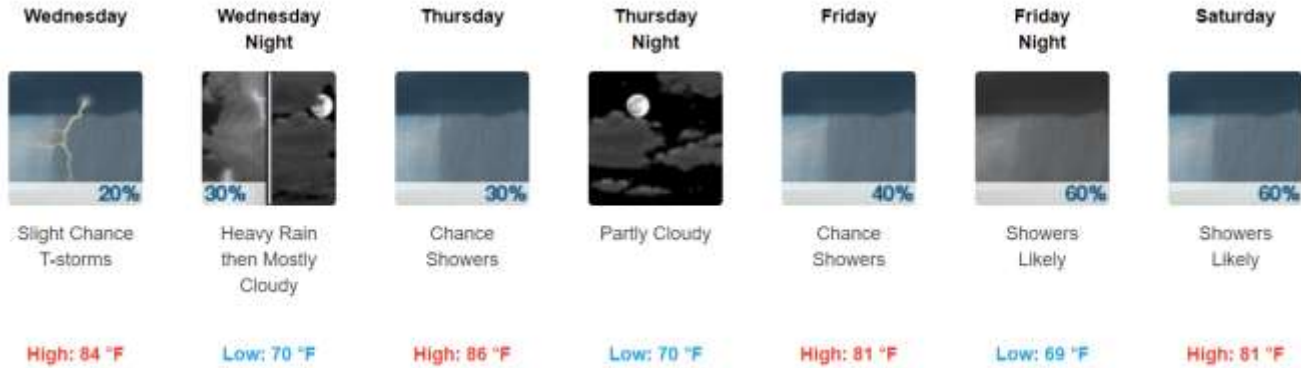 Wednesday
Wednesday
Night
Thursday
Thursday
Night
Friday
Friday
Night
Saturday
20%
30%
30%
40%
60%
60%
Slight Chance
T-storms
Heavy Rain
then Mostly
Cloudy
Chance
Showers
Partly Cloudy
Chance
Showers
Showers
Likely
Showers
Likely
High: 84 °F
Low: 70 °F
High: 86 °F
Low: 70 °F
High: 81 °F
Low: 69 °F
High: 81 °F